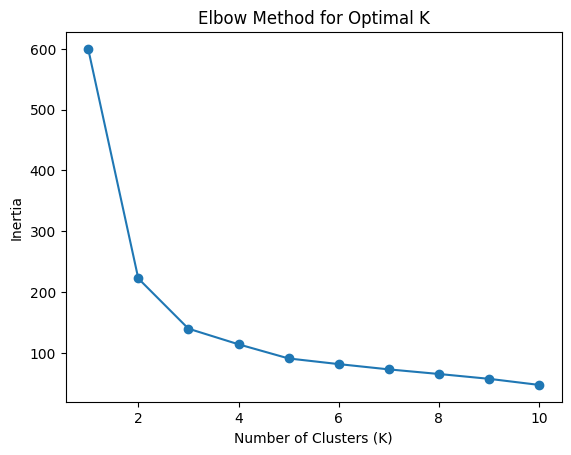 Elbow Method for Optimal K
600
500
400
300
200
100
Inertia
2 4 6 8 10
Number of Clusters (K)